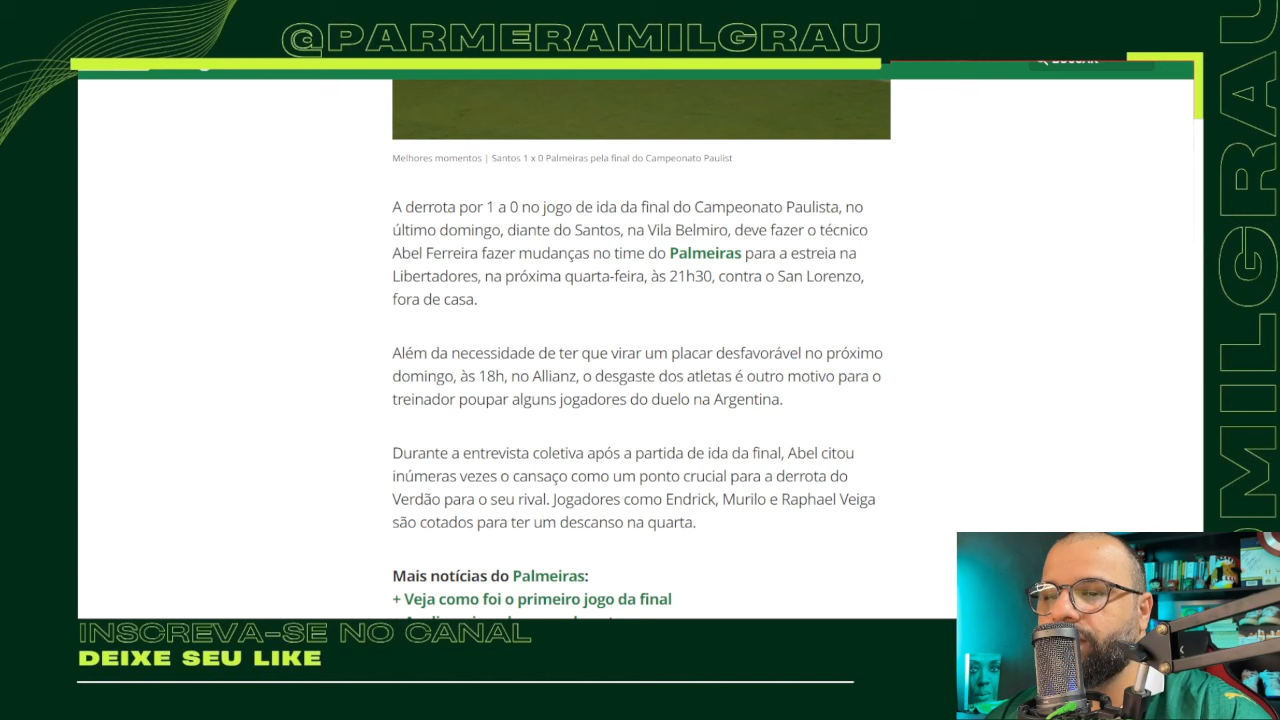 @PARMERAMILGRAU
Melhores momentos | Santos 1 x 0 Palmeiras pela final do Campeonato Paulist
A derrota por 1 a 0 no jogo de ida da final do Campeonato Paulista, no
último domingo, diante do Santos, na Vila Belmiro, deve fazer o técnico
Abel Ferreira fazer mudanças no time do Palmeiras para a estreia na
Libertadores, na próxima quarta-feira, às 21h30, contra o San Lorenzo,
fora de casa.
Além da necessidade de ter que virar um placar desfavorável no próximo
domingo, às 18h, no Allianz, o desgaste dos atletas é outro motivo para o
treinador poupar alguns jogadores do duelo na Argentina.
Durante a entrevista coletiva após a partida de ida da final, Abel citou
inúmeras vezes o cansaço como um ponto crucial para a derrota do
Verdão para o seu rival. Jogadores como Endrick, Murilo e Raphael Veiga
são cotados para ter um descanso na quarta.
Mais notícias do Palmeiras:
+ Veja como foi o primeiro jogo da final
INSCREVA-SE NO CANAL
DEIXE SEU LIKE
OMILGRAU